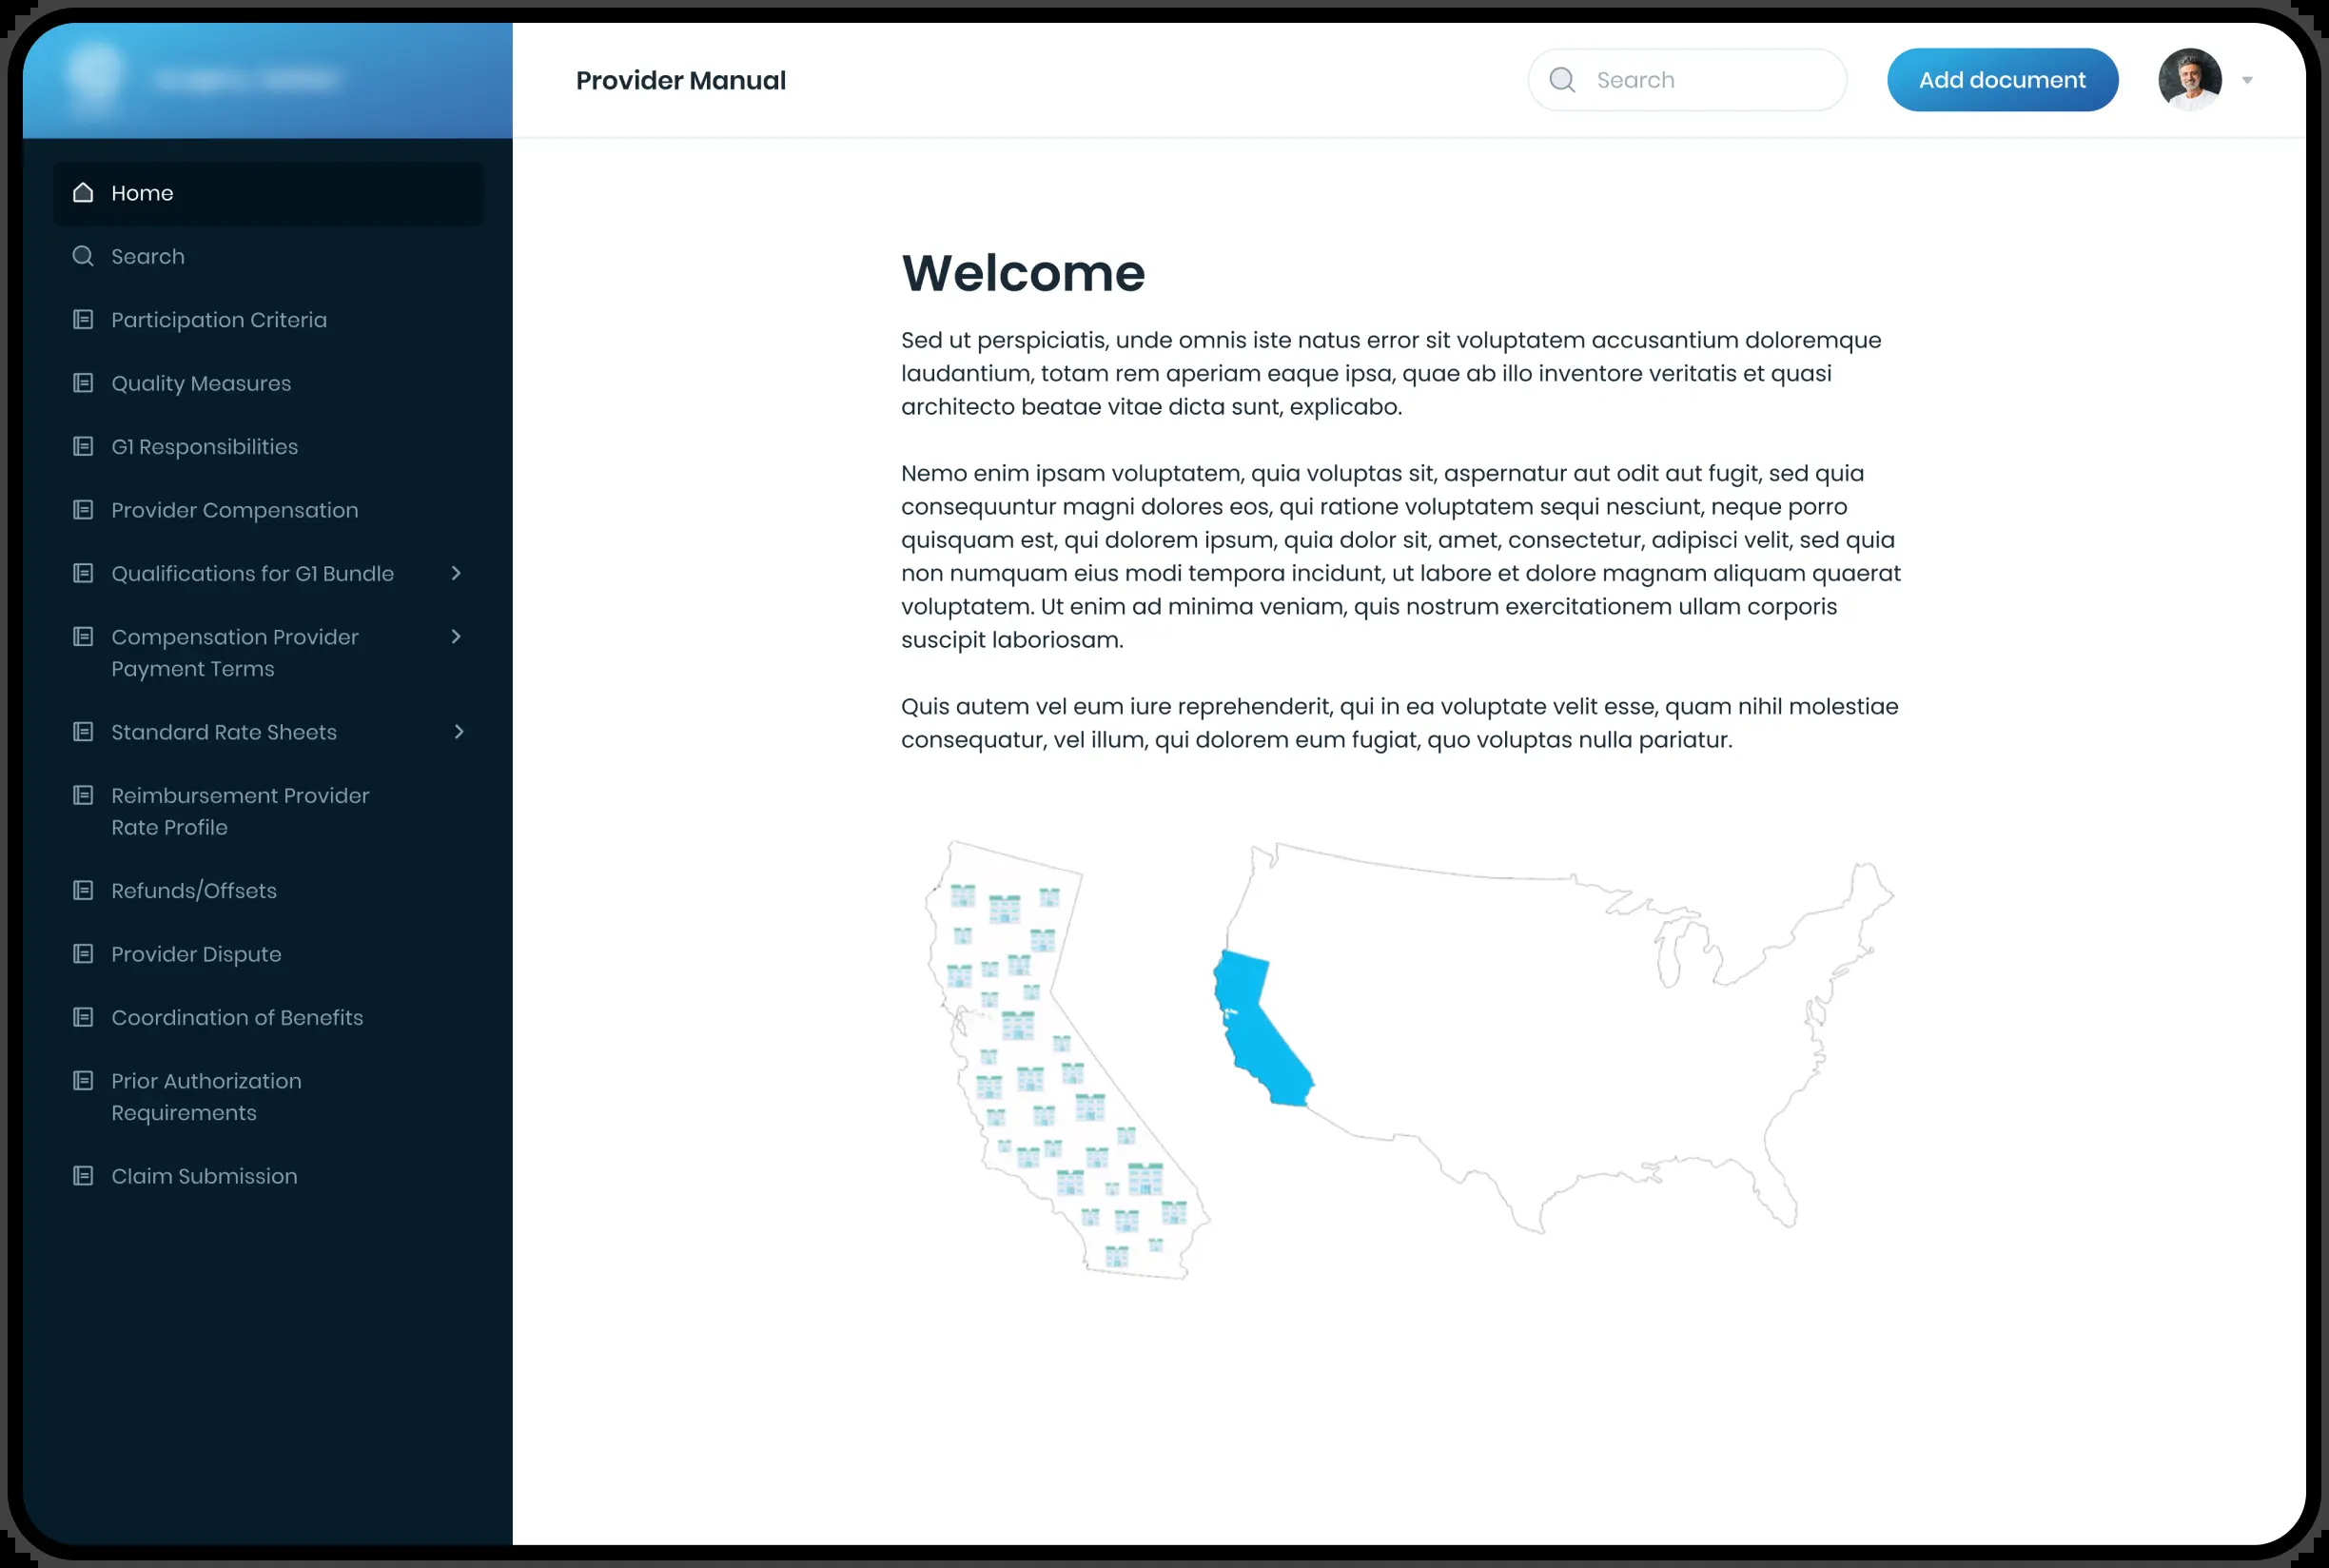 Provider Manual
Search
Add document
Home
Search
Participation Criteria
Quality Measures
G1 Responsibilities
Provider Compensation
Qualifications for G1 Bundle
Compensation Provider
Payment Terms
Standard Rate Sheets
Reimbursement Provider
Rate Profile
Refunds/Offsets
Provider Dispute
Coordination of Benefits
Prior Authorization
Requirements
Claim Submission
Welcome
Sed ut perspiciatis, unde omnis iste natus error sit voluptatem accusantium doloremque
laudantium, totam rem aperiam eaque ipsa, quae ab illo inventore veritatis et quasi
architecto beatae vitae dicta sunt, explicabo.
Nemo enim ipsam voluptatem, quia voluptas sit, aspernatur aut odit aut fugit, sed quia
consequuntur magni dolores eos, qui ratione voluptatem sequi nesciunt, neque porro
quisquam est, qui dolorem ipsum, quia dolor sit, amet, consectetur, adipisci velit, sed quia
non numquam eius modi tempora incidunt, ut labore et dolore magnam aliquam quaerat
voluptatem. Ut enim ad minima veniam, quis nostrum exercitationem ullam corporis
suscipit laboriosam.
Quis autem vel eum iure reprehenderit, qui in ea voluptate velit esse, quam nihil molestiae
consequatur, vel illum, qui dolorem eum fugiat, quo voluptas nulla pariatur.